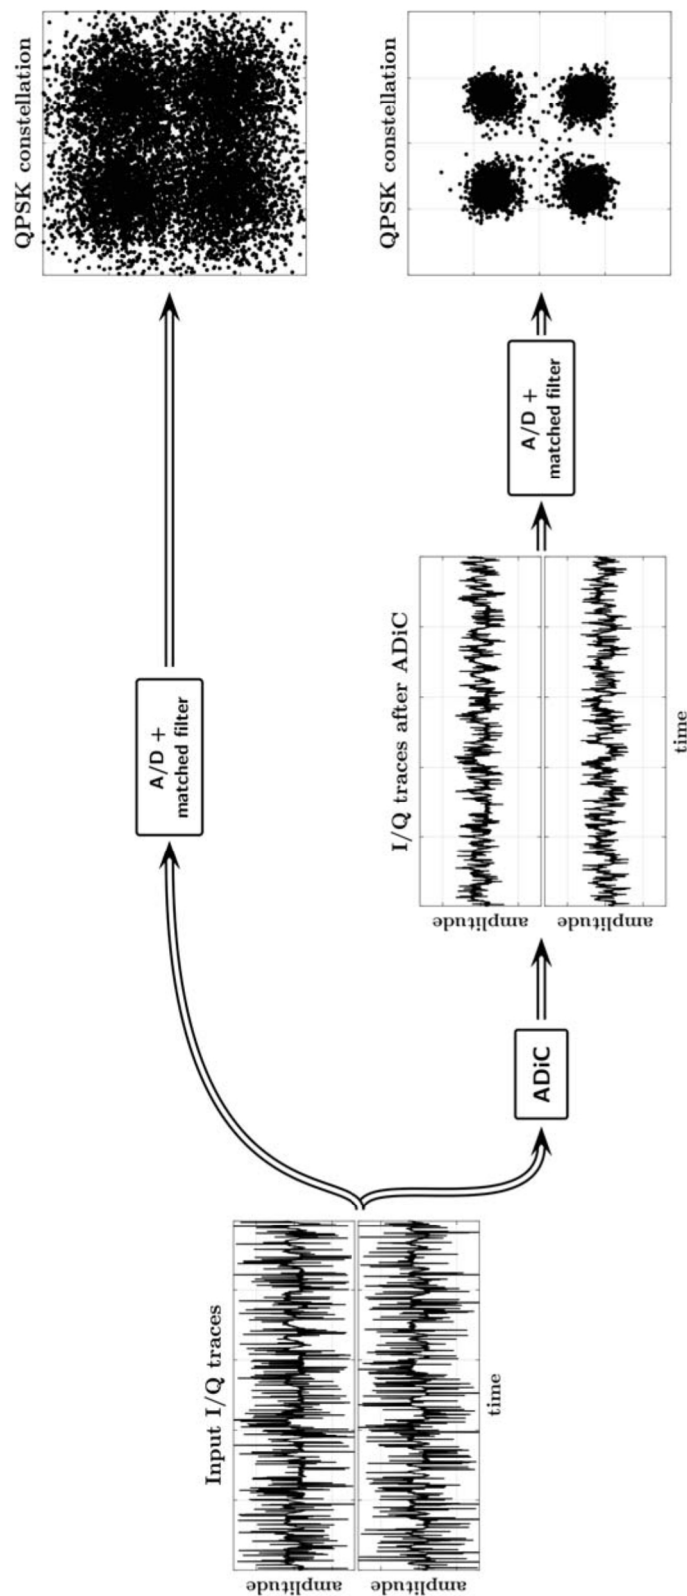 Input I/Q traces
amplitude
amplitude
time
A/D +
matched filter
QPSK constellation
ADiC
I/Q traces after ADiC
amplitude
amplitude
time
A/D +
matched filter
QPSK constellation